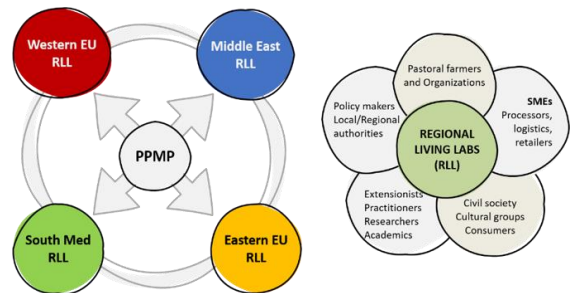 Western EU
RLL
Middle East
RLL
PPMP
South Med
RLL
Eastern EU
RLL
Pastoral farmers
and Organizations
Policy makers
Local/Regional
authorities
SMEs
Processors,
logistics,
retailers
REGIONAL
LIVING LABS
(RLL)
Extensionists
Practitioners
Researchers
Academics
Civil society
Cultural groups
Consumers